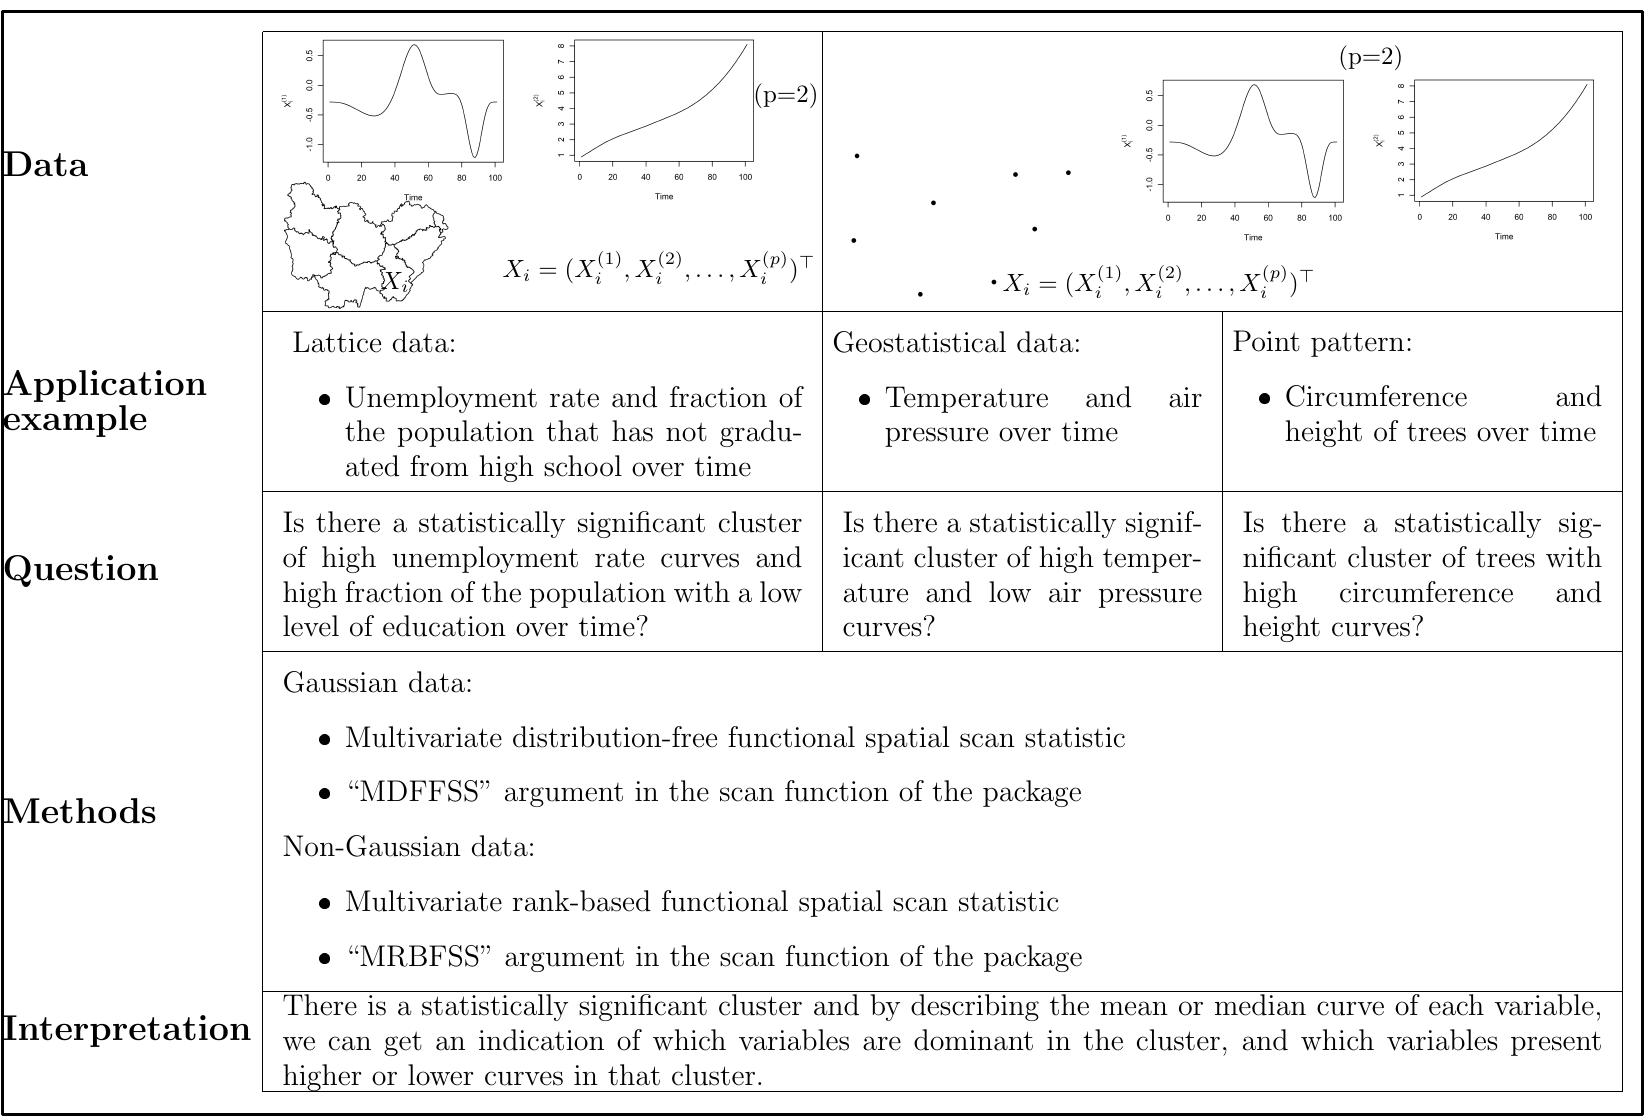 Data
0.5
0.0
-0.5
-1.0
X_i^{(1)}
0 20 40 60 80 100
Time
8
7
6
5
4
3
2
1
X_i^{(2)}
0 20 40 60 80 100
Time
(p=2)
X_i
X_i = (X_i^{(1)}, X_i^{(2)}, . . . , X_i^{(p)})^⊤
(p=2)
0.5
0.0
-0.5
-1.0
X_i^{(1)}
0 20 40 60 80 100
Time
8
7
6
5
4
3
2
1
X_i^{(2)}
0 20 40 60 80 100
Time
X_i = (X_i^{(1)}, X_i^{(2)}, . . . , X_i^{(p)})^⊤
Application
example
Lattice data:
• Unemployment rate and fraction of
the population that has not gradu-
ated from high school over time
Geostatistical data:
• Temperature and air
pressure over time
Point pattern:
• Circumference and
height of trees over time
Question
Is there a statistically significant cluster
of high unemployment rate curves and
high fraction of the population with a low
level of education over time?
Is there a statistically signif-
icant cluster of high temper-
ature and low air pressure
curves?
Is there a statistically sig-
nificant cluster of trees with
high circumference and
height curves?
Methods
Gaussian data:
• Multivariate distribution-free functional spatial scan statistic
• “MDFFSS” argument in the scan function of the package
Non-Gaussian data:
• Multivariate rank-based functional spatial scan statistic
• “MRBFSS” argument in the scan function of the package
Interpretation
There is a statistically significant cluster and by describing the mean or median curve of each variable,
we can get an indication of which variables are dominant in the cluster, and which variables present
higher or lower curves in that cluster.